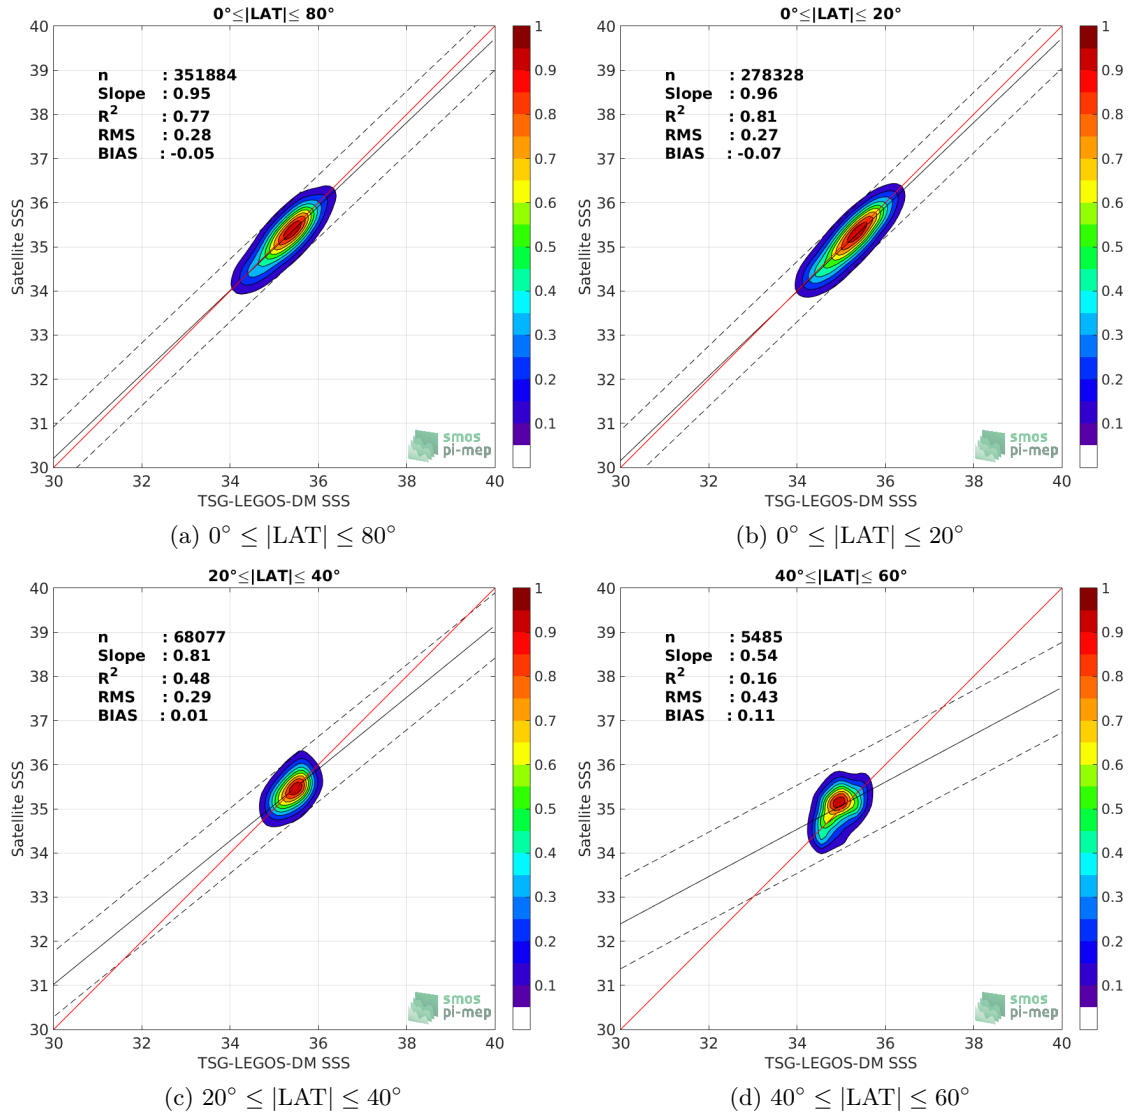 0°≤|LAT|≤ 80°
40
39
38
37
36
35
34
33
32
31
30
Satellite SSS
n : 351884
Slope : 0.95
R² : 0.77
RMS : 0.28
BIAS : -0.05
smos
pi-mep
30 32 34 36 38 40
TSG-LEGOS-DM SSS
1
0.9
0.8
0.7
0.6
0.5
0.4
0.3
0.2
0.1
(a) 0° ≤ |LAT| ≤ 80°
0°≤|LAT|≤ 20°
40
39
38
37
36
35
34
33
32
31
30
Satellite SSS
n : 278328
Slope : 0.96
R² : 0.81
RMS : 0.27
BIAS : -0.07
smos
pi-mep
30 32 34 36 38 40
TSG-LEGOS-DM SSS
1
0.9
0.8
0.7
0.6
0.5
0.4
0.3
0.2
0.1
(b) 0° ≤ |LAT| ≤ 20°
20°≤|LAT|≤ 40°
40
39
38
37
36
35
34
33
32
31
30
Satellite SSS
n : 68077
Slope : 0.81
R² : 0.48
RMS : 0.29
BIAS : 0.01
smos
pi-mep
30 32 34 36 38 40
TSG-LEGOS-DM SSS
1
0.9
0.8
0.7
0.6
0.5
0.4
0.3
0.2
0.1
(c) 20° ≤ |LAT| ≤ 40°
40°≤|LAT|≤ 60°
40
39
38
37
36
35
34
33
32
31
30
Satellite SSS
n : 5485
Slope : 0.54
R² : 0.16
RMS : 0.43
BIAS : 0.11
smos
pi-mep
30 32 34 36 38 40
TSG-LEGOS-DM SSS
1
0.9
0.8
0.7
0.6
0.5
0.4
0.3
0.2
0.1
(d) 40° ≤ |LAT| ≤ 60°